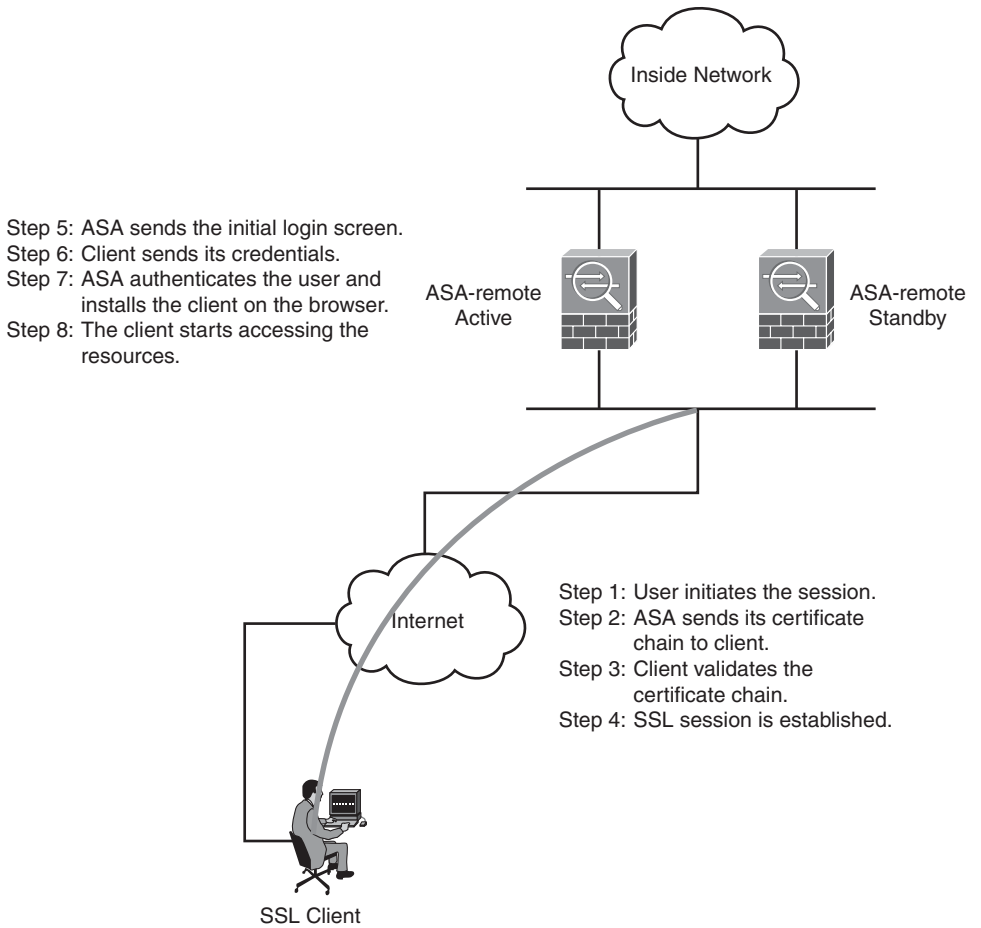 Inside Network
Step 5: ASA sends the initial login screen.
Step 6: Client sends its credentials.
Step 7: ASA authenticates the user and
installs the client on the browser.
Step 8: The client starts accessing the
resources.
ASA-remote
Active
ASA-remote
Standby
Internet
Step 1: User initiates the session.
Step 2: ASA sends its certificate
chain to client.
Step 3: Client validates the
certificate chain.
Step 4: SSL session is established.
SSL Client